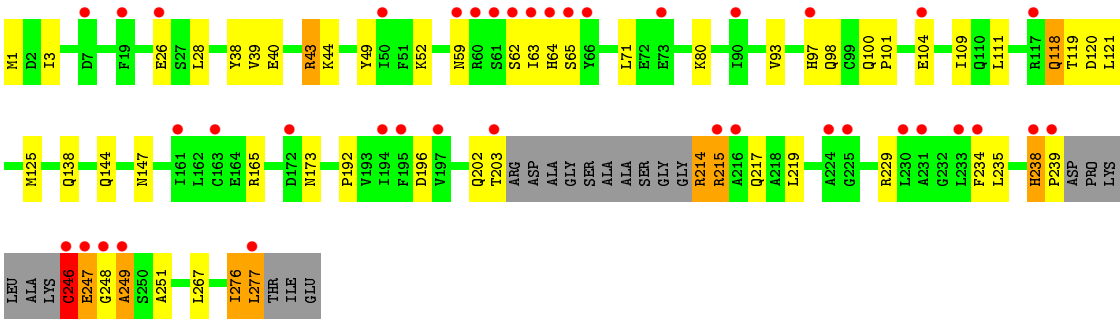 M1 D2 I3 D7 F19 E26 S27 L28 Y38 V39 E40 R43 K44 Y49 I50 F51 K52 N59 R60 S61 S62 I63 H64 S65 Y66 L71 E72 E73 K80 I90 V93 H97 Q98 C99 Q100 P101 E104 I109 Q110 L111 R117 Q118 T119 D120 L121
M125 Q138 Q144 N147 I161 L162 C163 E164 R165 D172 N173 P192 V193 I194 F195 D196 V197 Q202 T203 ARG ASP ALA GLY SER ALA ALA SER GLY GLY R214 R215 A216 Q217 A218 L219 A224 G225 R229 L230 A231 G232 L233 F234 L235 H238 P239 ASP PRO LYS
LEU ALA LYS C246 E247 G248 A249 S250 A251 L267 I276 L277 THR ILE GLU